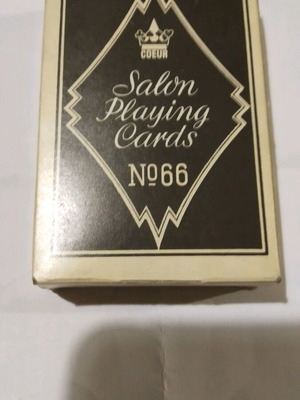 COEUR
Salon
Playing
Cards
№66